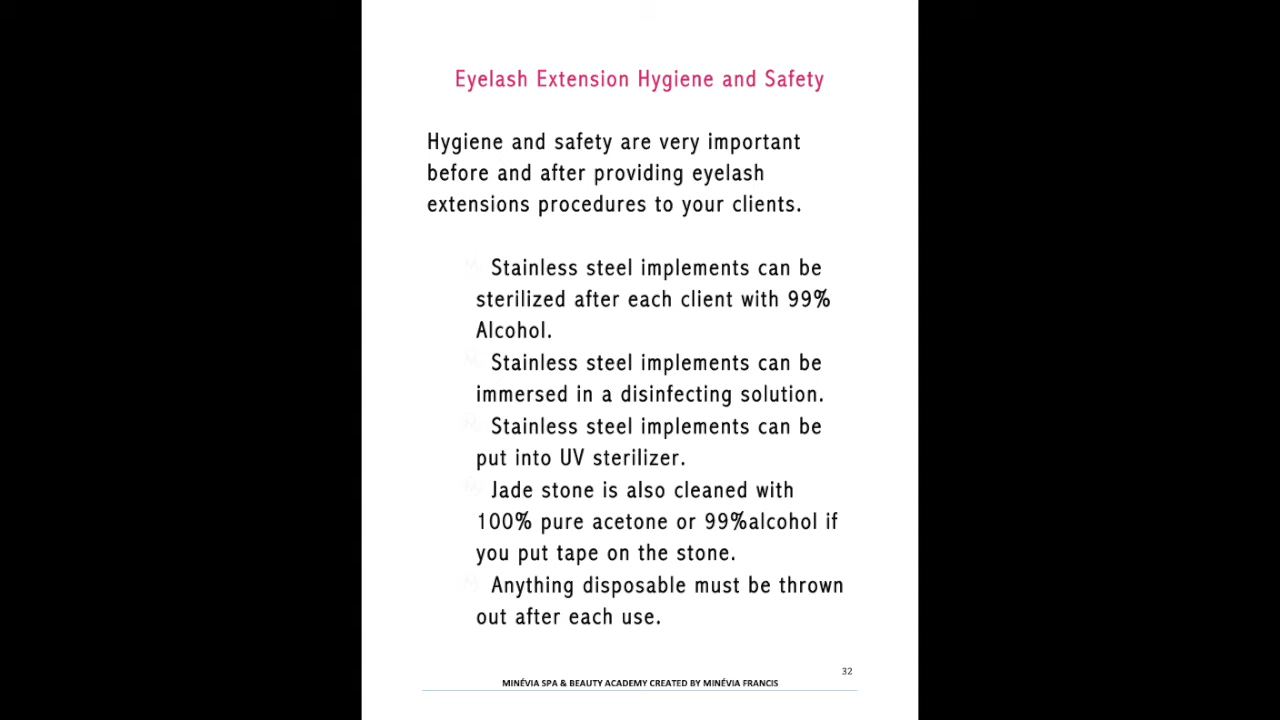 Eyelash Extension Hygiene and Safety
Hygiene and safety are very important
before and after providing eyelash
extensions procedures to your clients.
Stainless steel implements can be
sterilized after each client with 99%
Alcohol.
Stainless steel implements can be
immersed in a disinfecting solution.
Stainless steel implements can be
put into UV sterilizer.
Jade stone is also cleaned with
100% pure acetone or 99%alcohol if
you put tape on the stone.
Anything disposable must be thrown
out after each use.
32
MINÉVIA SPA & BEAUTY ACADEMY CREATED BY MINÉVIA FRANCIS